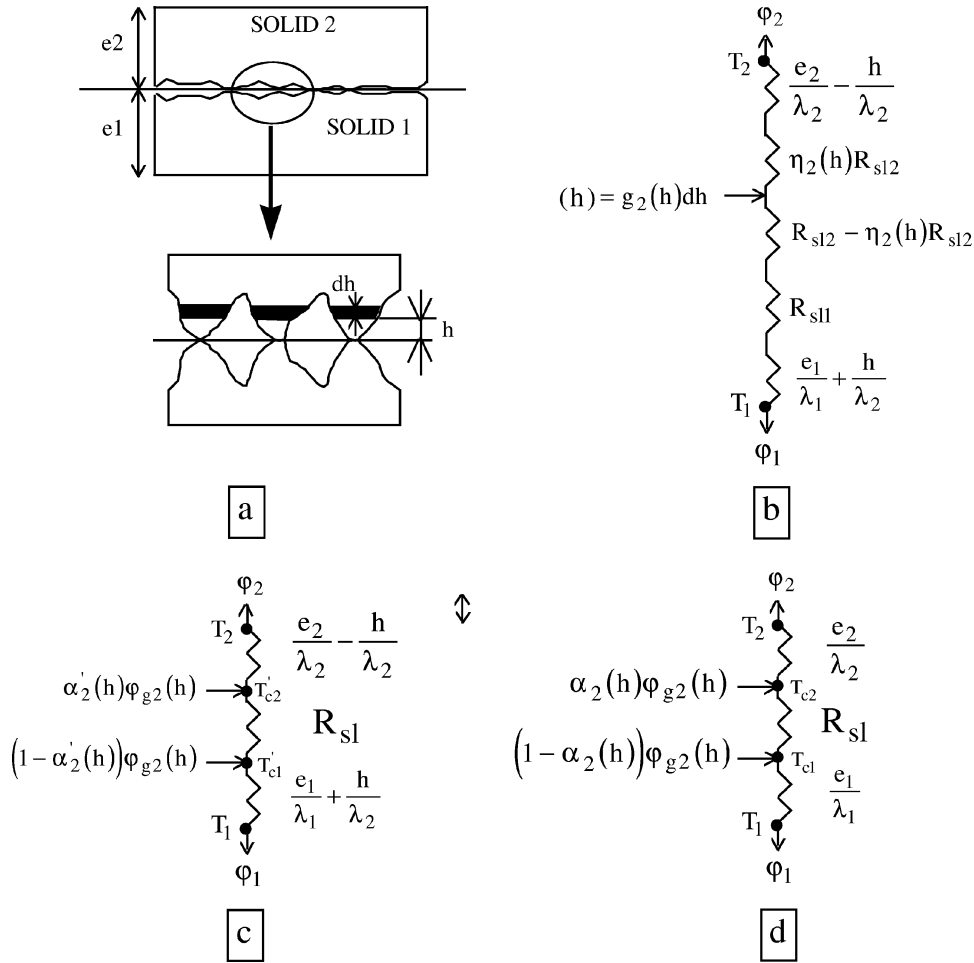 SOLID 2
e2
e1
SOLID 1
dh
h
a
φ₂
T₂
e₂/λ₂ − h/λ₂
η₂(h)Rₛₗ₂
(h) = g₂(h)dh
Rₛₗ₂ − η₂(h)Rₛₗ₂
Rₛₗₗ
e₁/λ₁ + h/λ₂
T₁
φ₁
b
φ₂
T₂
e₂/λ₂ − h/λ₂
α'₂(h)φg₂(h)
T'c2
Rₛₗ
(1−α'₂(h))φg₂(h)
T'c1
e₁/λ₁ + h/λ₂
T₁
φ₁
c
φ₂
T₂
e₂/λ₂
α₂(h)φg₂(h)
Tc2
Rₛₗ
(1−α₂(h))φg₂(h)
Tc1
e₁/λ₁
T₁
φ₁
d